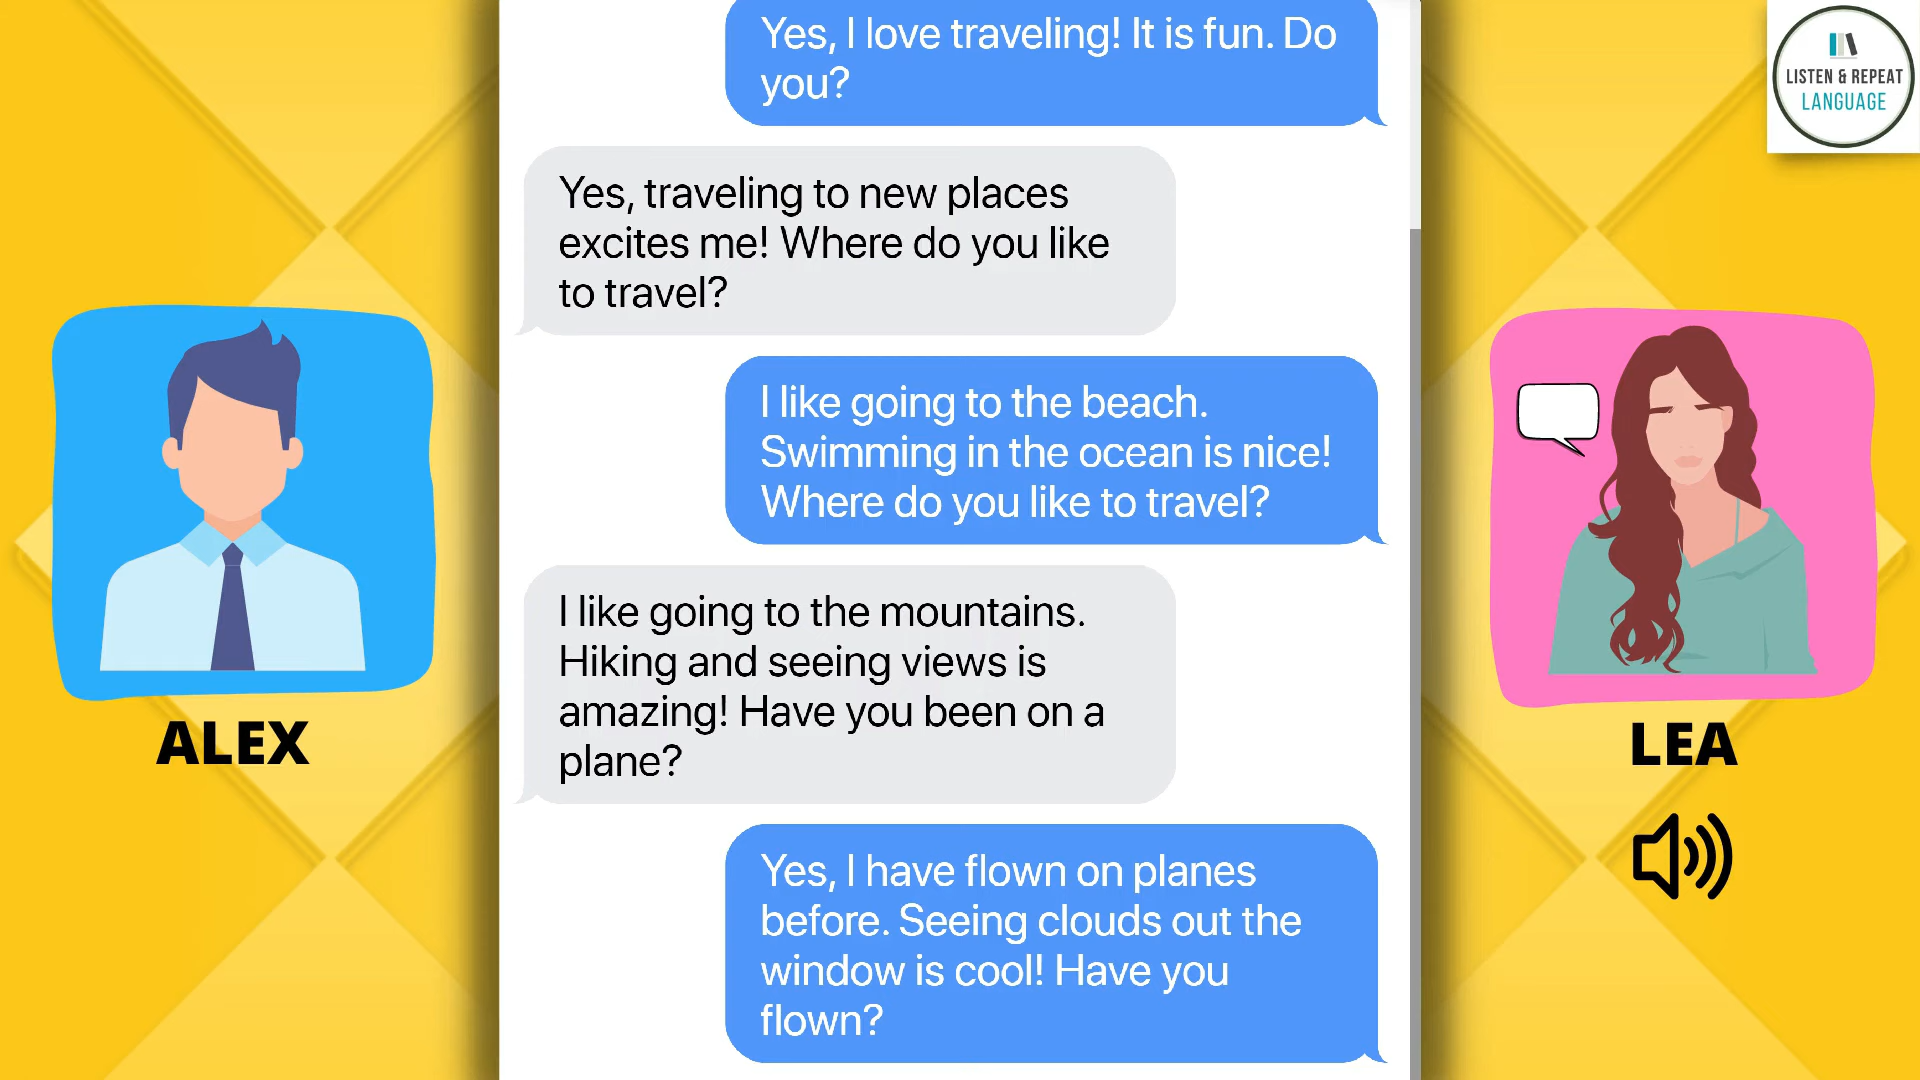 Yes, I love traveling! It is fun. Do
you?
LISTEN & REPEAT
LANGUAGE
Yes, traveling to new places
excites me! Where do you like
to travel?
I like going to the beach.
Swimming in the ocean is nice!
Where do you like to travel?
I like going to the mountains.
Hiking and seeing views is
amazing! Have you been on a
plane?
ALEX
LEA
Yes, I have flown on planes
before. Seeing clouds out the
window is cool! Have you
flown?